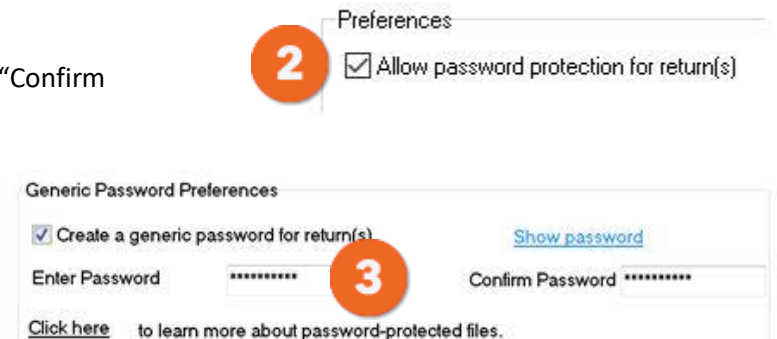 “Confirm
Preferences
2
Allow password protection for return(s)
Generic Password Preferences
Create a generic password for return(s)
Show password
Enter Password ********** 3 Confirm Password **********
Click here to learn more about password-protected files.